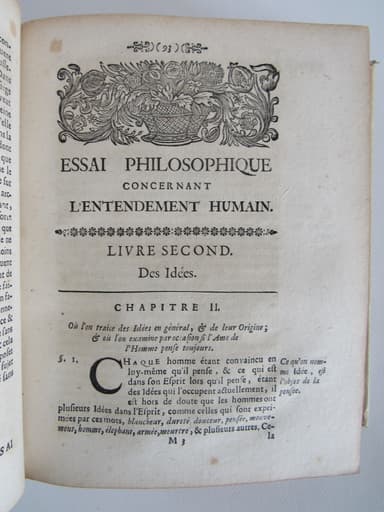 (93)
ESSAI PHILOSOPHIQUE
CONCERNANT
L'ENTENDEMENT HUMAIN.
LIVRE SECOND.
Des Idées.
CHAPITRE II.
Où l'on traite des Idées en général, & de leur Origine;
& où l'on examine par occasion si l'Ame de
l'Homme pense toujours.
§. 1. CHAQUE homme étant convaincu en
luy-même qu'il pense, & ce qui est
dans son Esprit lors qu'il pense, étant
des Idées qui l'occupent actuellement, il
est hors de doute que les hommes ont
plusieurs Idées dans l'Esprit, comme celles qui sont expri-
mées par ces mots, blancheur, dureté, douceur, pensée, mouve-
ment, homme, élephant, armée, meurtre, & plusieurs autres. Ce-
M 3
la
Ce qu'on nom-
me Idée, est
l'objet de la
pensée.